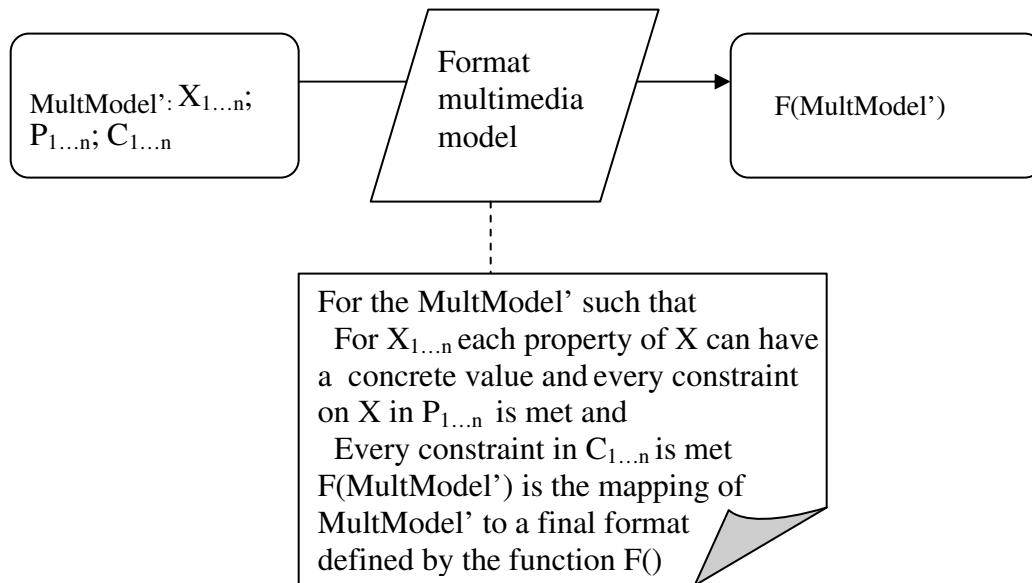 MultModel’: X1…n;
P1…n; C1…n
Format
multimedia
model
F(MultModel’)
For the MultModel’ such that
For X1…n each property of X can have
a concrete value and every constraint
on X in P1…n is met and
Every constraint in C1…n is met
F(MultModel’) is the mapping of
MultModel’ to a final format
defined by the function F()